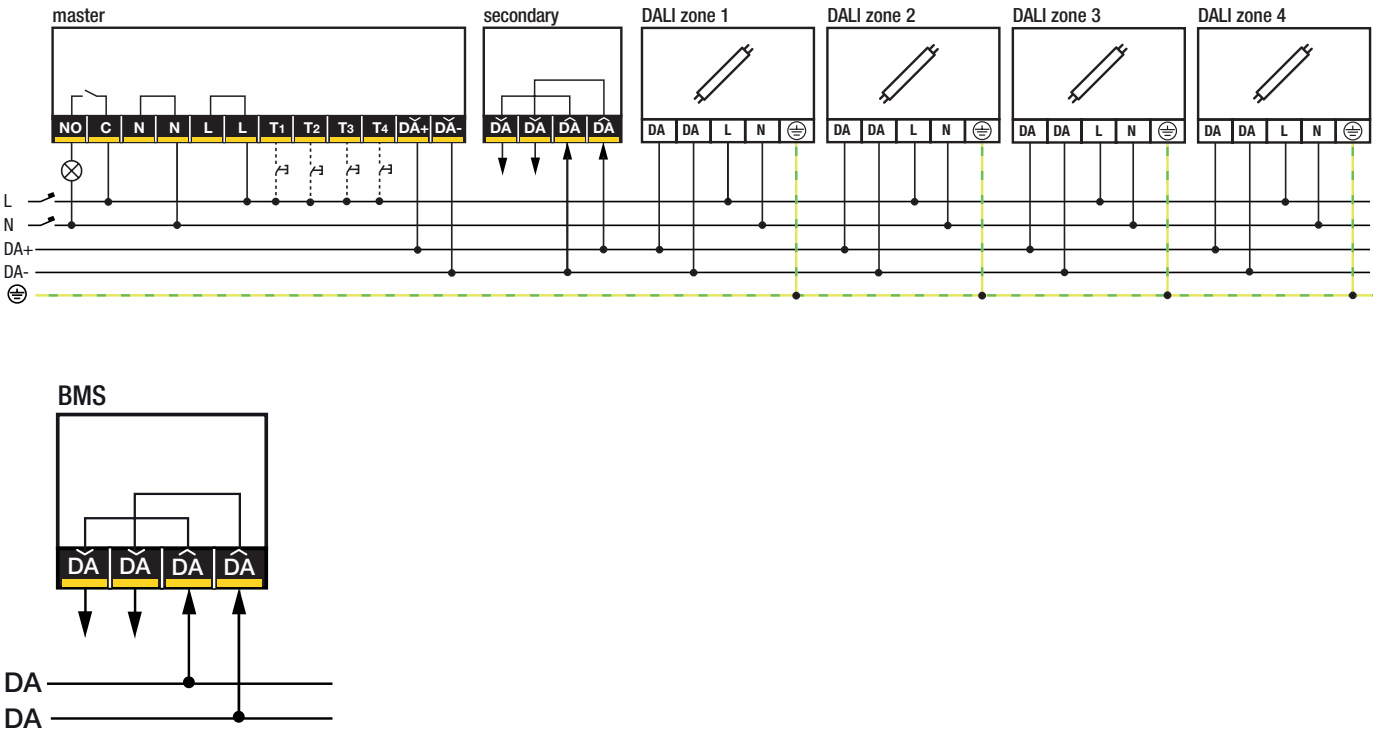 master secondary DALI zone 1 DALI zone 2 DALI zone 3 DALI zone 4
NO C N N L L T1 T2 T3 T4 DA+ DA- DA DA DA DA DA DA L N DA DA L N DA DA L N DA DA L N
L
N
DA+
DA-
BMS
DA DA DA DA
DA
DA